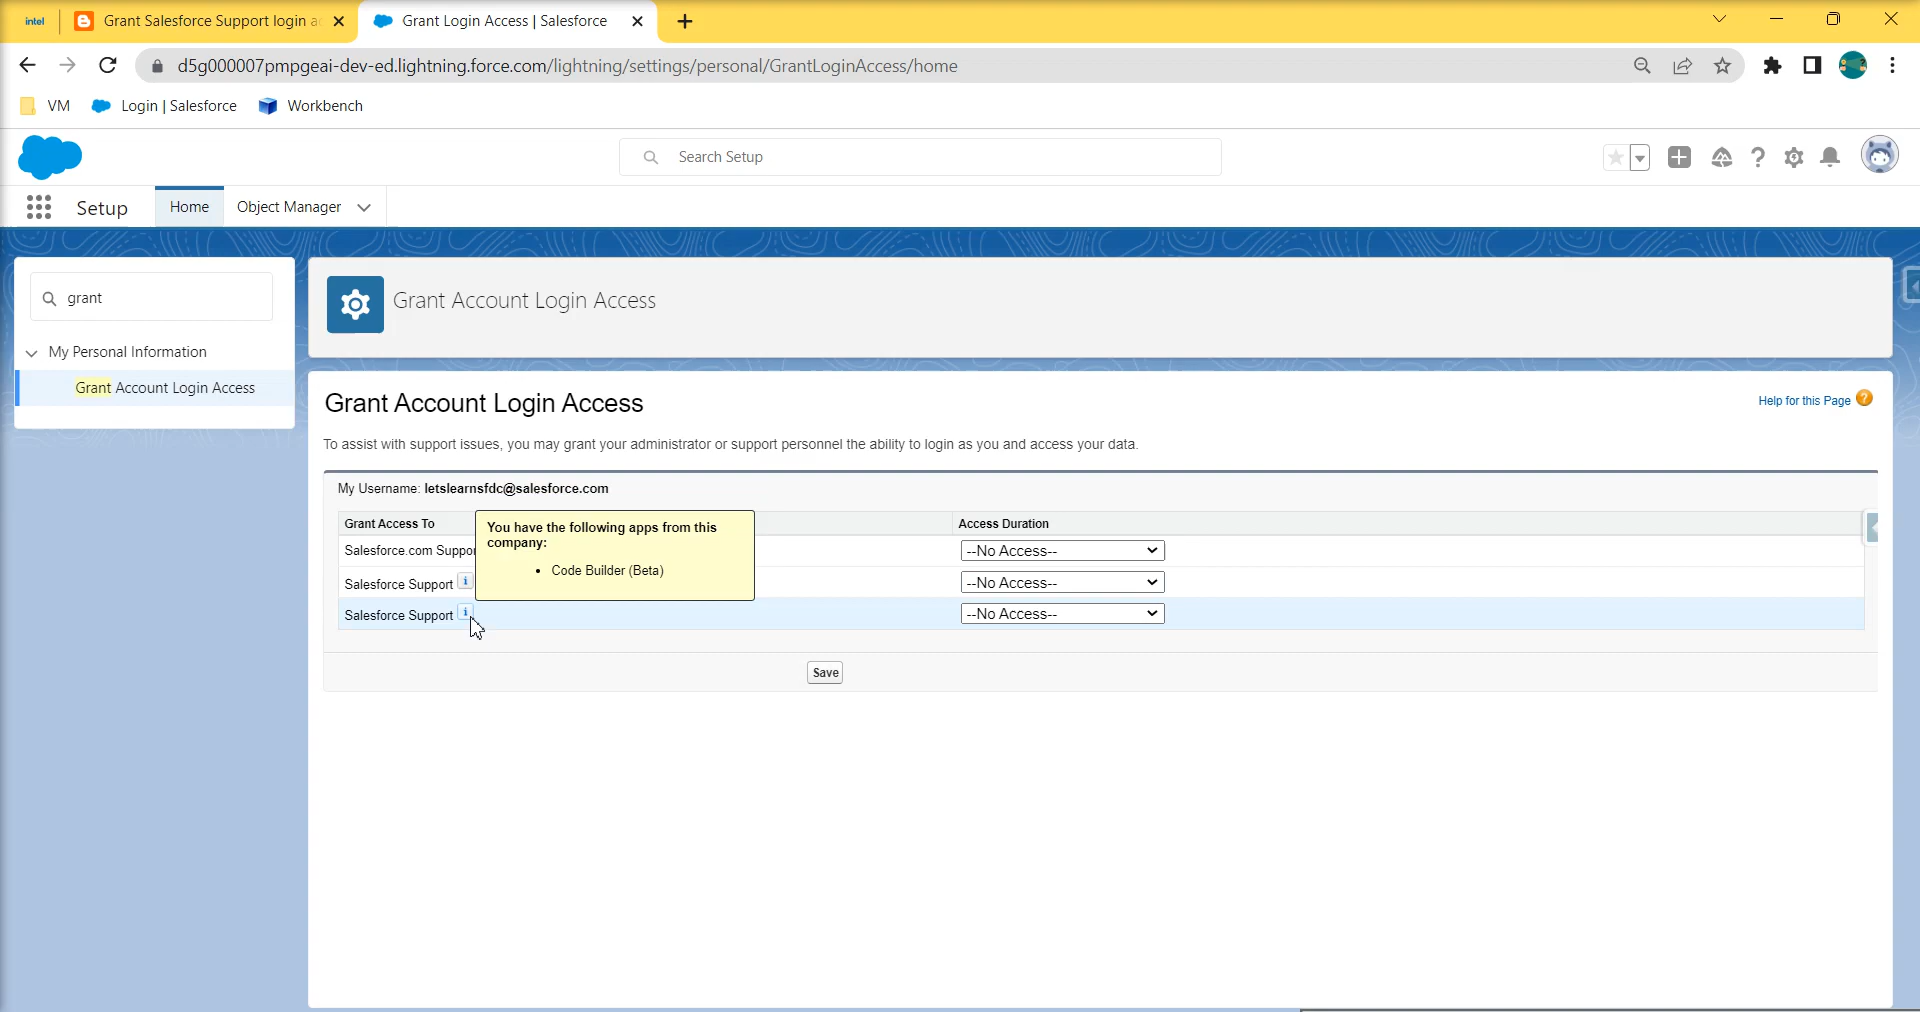 intel
Grant Salesforce Support login a
Grant Login Access | Salesforce
d5g000007pmpgeai-dev-ed.lightning.force.com/lightning/settings/personal/GrantLoginAccess/home
VM
Login | Salesforce
Workbench
Search Setup
Setup
Home
Object Manager
grant
My Personal Information
Grant Account Login Access
Grant Account Login Access
Grant Account Login Access
Help for this Page
To assist with support issues, you may grant your administrator or support personnel the ability to login as you and access your data.
My Username: letslearnsfdc@salesforce.com
Grant Access To
Access Duration
You have the following apps from this
company:
• Code Builder (Beta)
Salesforce.com Suppor
--No Access--
Salesforce Support i
--No Access--
Salesforce Support i
--No Access--
Save